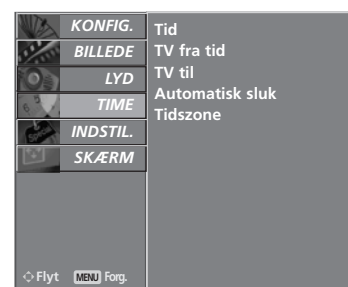 KONFIG.
BILLEDE
LYD
TIME
INDSTIL.
SKÆRM
Tid
TV fra tid
TV til
Automatisk sluk
Tidszone
Flyt MENU Forg.